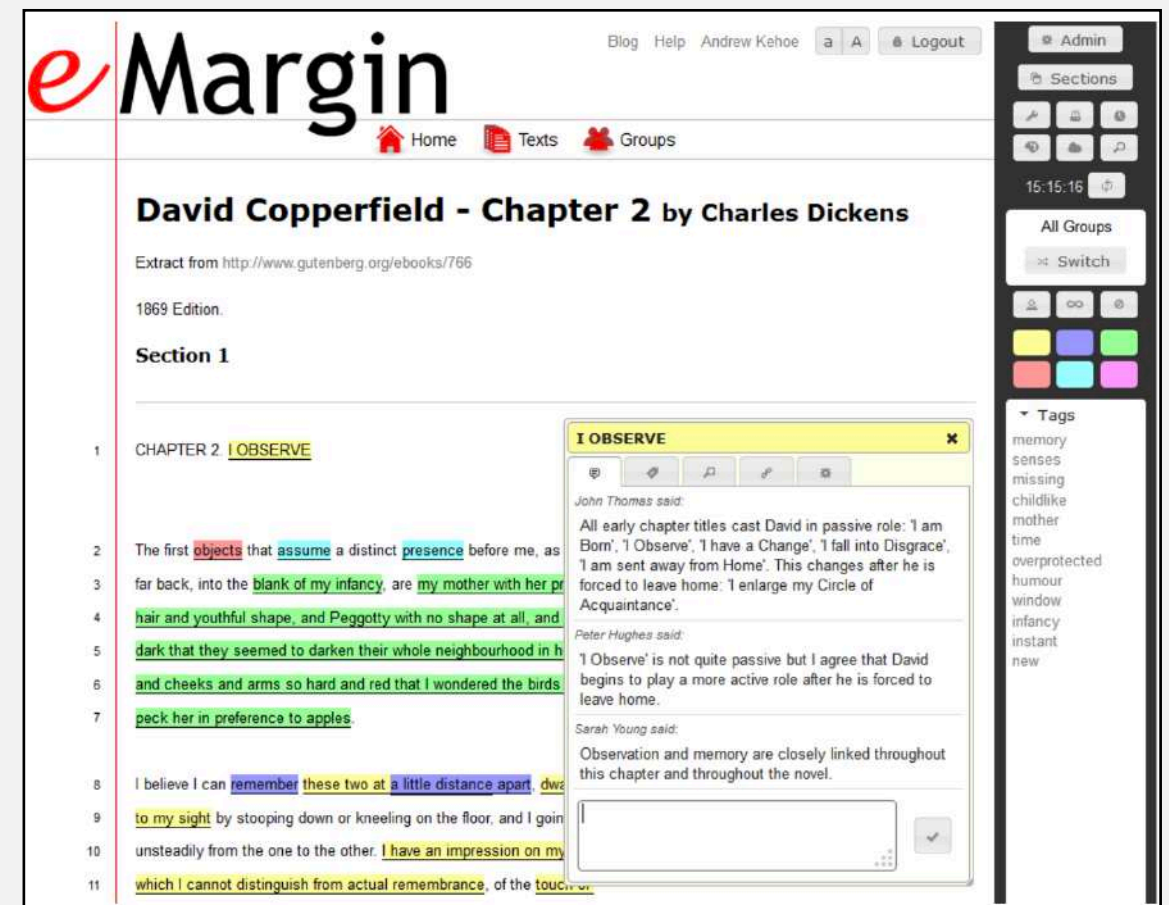 eMargin
Blog Help Andrew Kehoe a A Logout
Home Texts Groups
David Copperfield - Chapter 2 by Charles Dickens
Extract from http://www.gutenberg.org/ebooks/766
1869 Edition.
Section 1
1 CHAPTER 2. I OBSERVE
2 The first objects that assume a distinct presence before me, as
3 far back, into the blank of my infancy, are my mother with her pr
4 hair and youthful shape, and Peggotty with no shape at all, and
5 dark that they seemed to darken their whole neighbourhood in h
6 and cheeks and arms so hard and red that I wondered the birds
7 peck her in preference to apples.
8 I believe I can remember these two at a little distance apart, dwa
9 to my sight by stooping down or kneeling on the floor, and I goin
10 unsteadily from the one to the other. I have an impression on my
11 which I cannot distinguish from actual remembrance, of the touch of
I OBSERVE
John Thomas said:
All early chapter titles cast David in passive role: 'I am
Born', 'I Observe', 'I have a Change', 'I fall into Disgrace',
'I am sent away from Home'. This changes after he is
forced to leave home: 'I enlarge my Circle of
Acquaintance'.
Peter Hughes said:
'I Observe' is not quite passive but I agree that David
begins to play a more active role after he is forced to
leave home.
Sarah Young said:
Observation and memory are closely linked throughout
this chapter and throughout the novel.
Admin
Sections
15:15:16
All Groups
Switch
Tags
memory
senses
missing
childlike
mother
time
overprotected
humour
window
infancy
instant
new